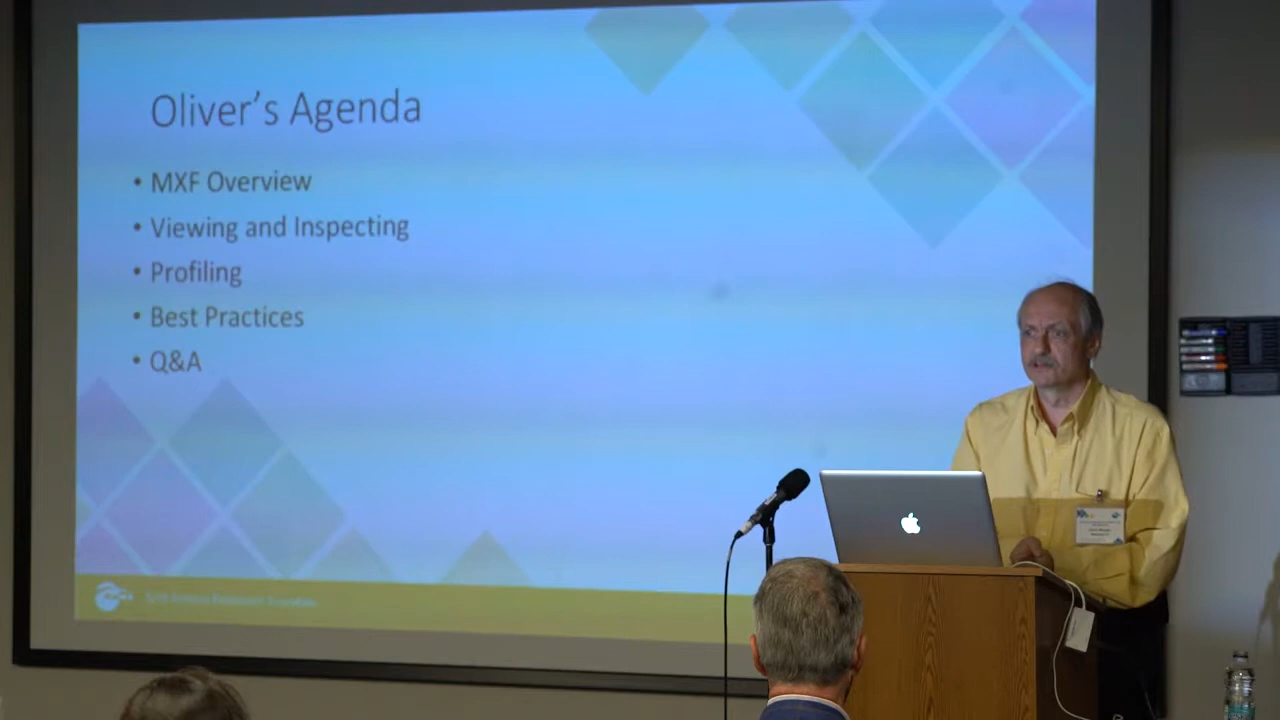 Oliver's Agenda
• MXF Overview
• Viewing and Inspecting
• Profiling
• Best Practices
• Q&A